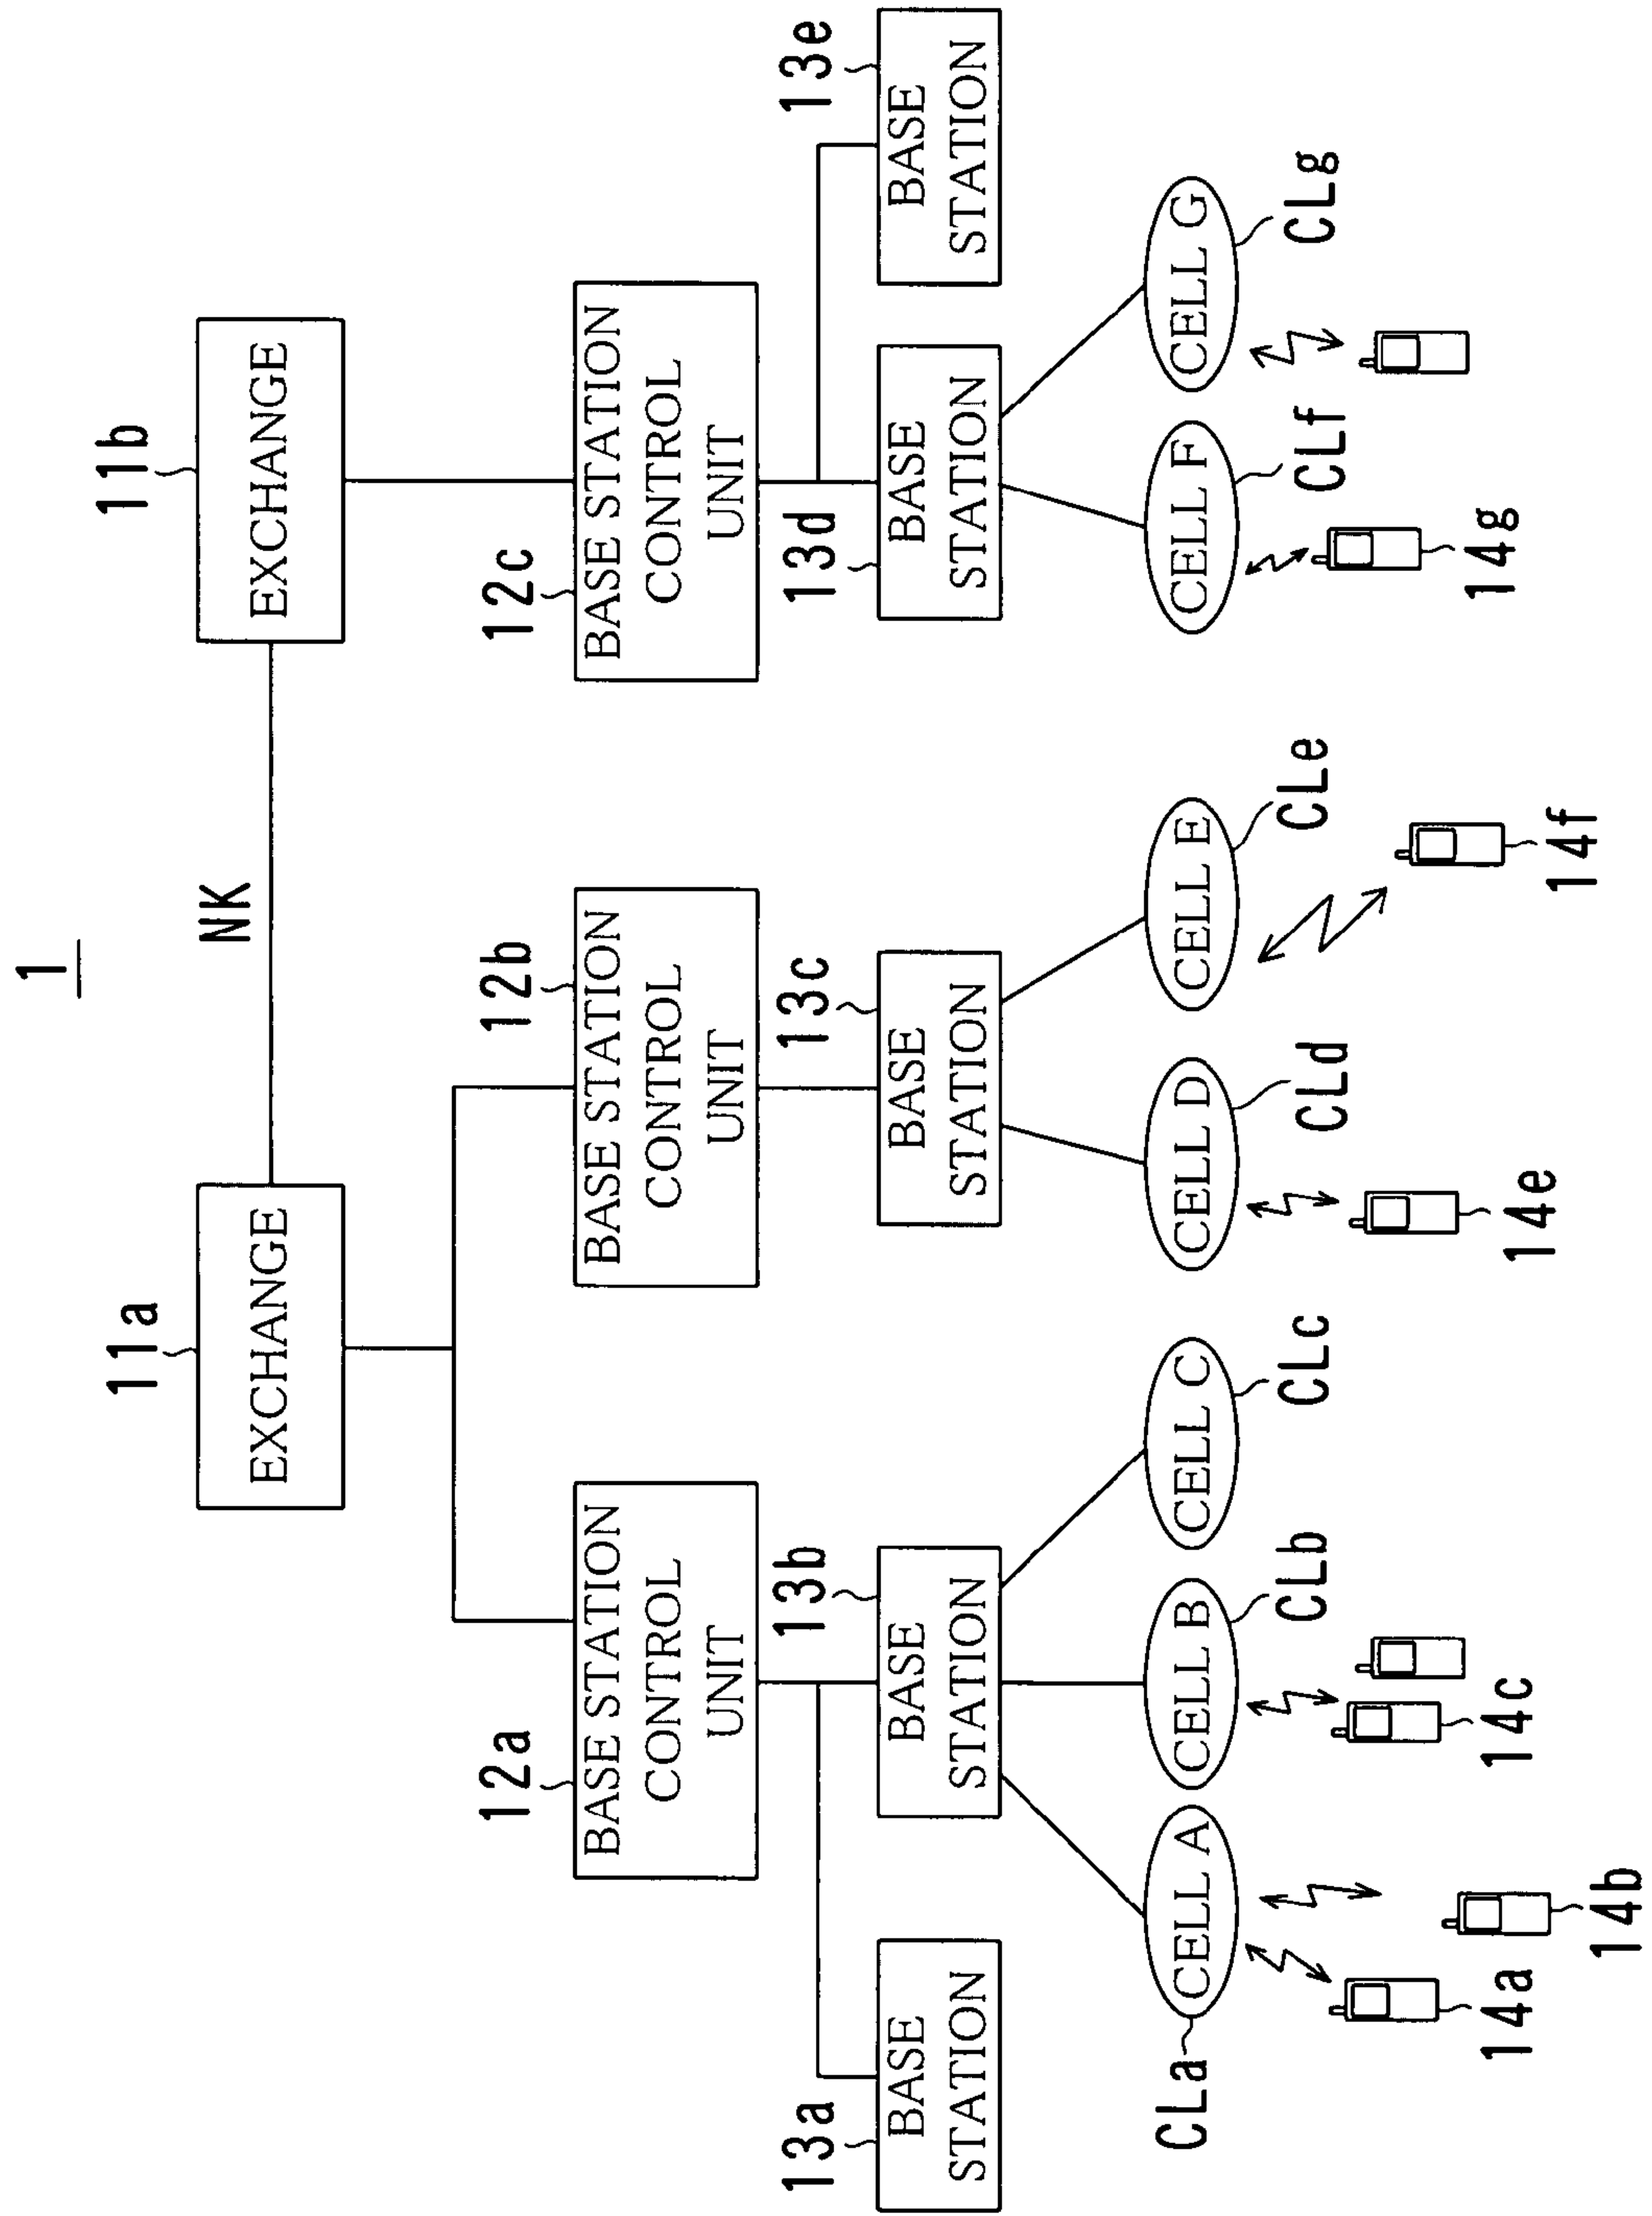 1
NK
11a
EXCHANGE
11b
EXCHANGE
12a
BASE STATION
CONTROL
UNIT
12b
BASE STATION
CONTROL
UNIT
12c
BASE STATION
CONTROL
UNIT
13a
BASE
STATION
13b
BASE
STATION
13c
BASE
STATION
13d
BASE
STATION
13e
BASE
STATION
CLa
CELL A
CELL B
CLb
CELL C
CLc
CELL D
CLd
CELL E
CLe
CELL F
CLf
CELL G
CLg
14a
14b
14c
14e
14f
14g